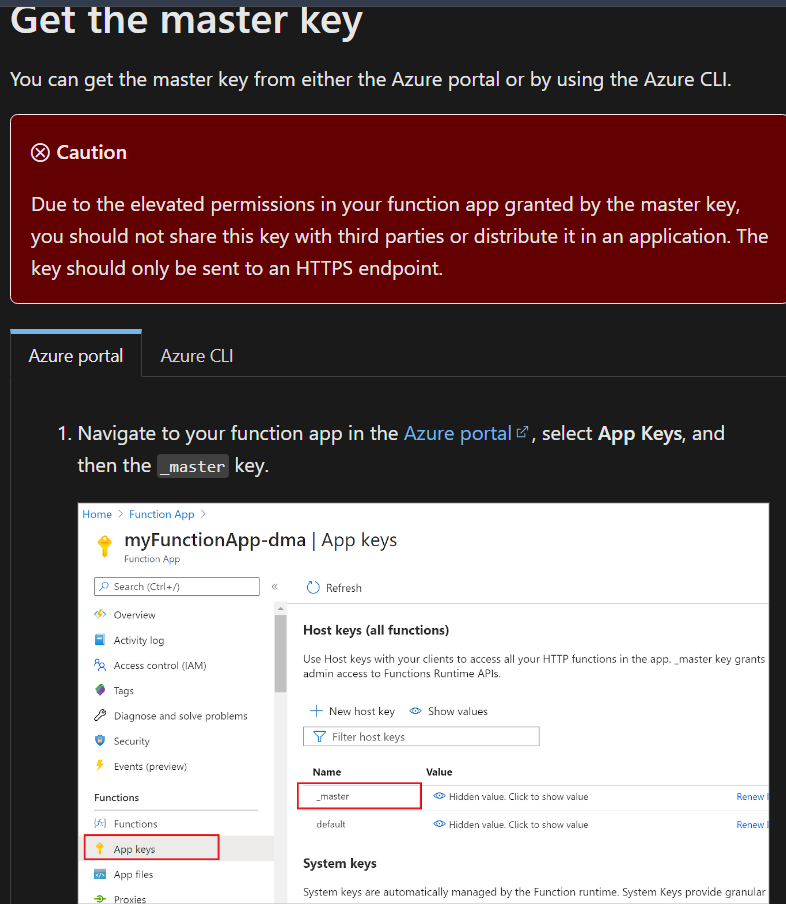 Get the master key
You can get the master key from either the Azure portal or by using the Azure CLI.
Caution
Due to the elevated permissions in your function app granted by the master key,
you should not share this key with third parties or distribute it in an application. The
key should only be sent to an HTTPS endpoint.
Azure portal
Azure CLI
1. Navigate to your function app in the Azure portal, select App Keys, and
then the _master key.
Home > Function App >
myFunctionApp-dma | App keys
Function App
Search (Ctrl+/)
«
Refresh
Overview
Activity log
Access control (IAM)
Tags
Diagnose and solve problems
Security
Events (preview)
Functions
Functions
App keys
App files
Proxies
Host keys (all functions)
Use Host keys with your clients to access all your HTTP functions in the app. _master key grants
admin access to Functions Runtime APIs.
New host key
Show values
Filter host keys
Name Value
_master Hidden value. Click to show value Renew
default Hidden value. Click to show value Renew
System keys
System keys are automatically managed by the Function runtime. System Keys provide granular